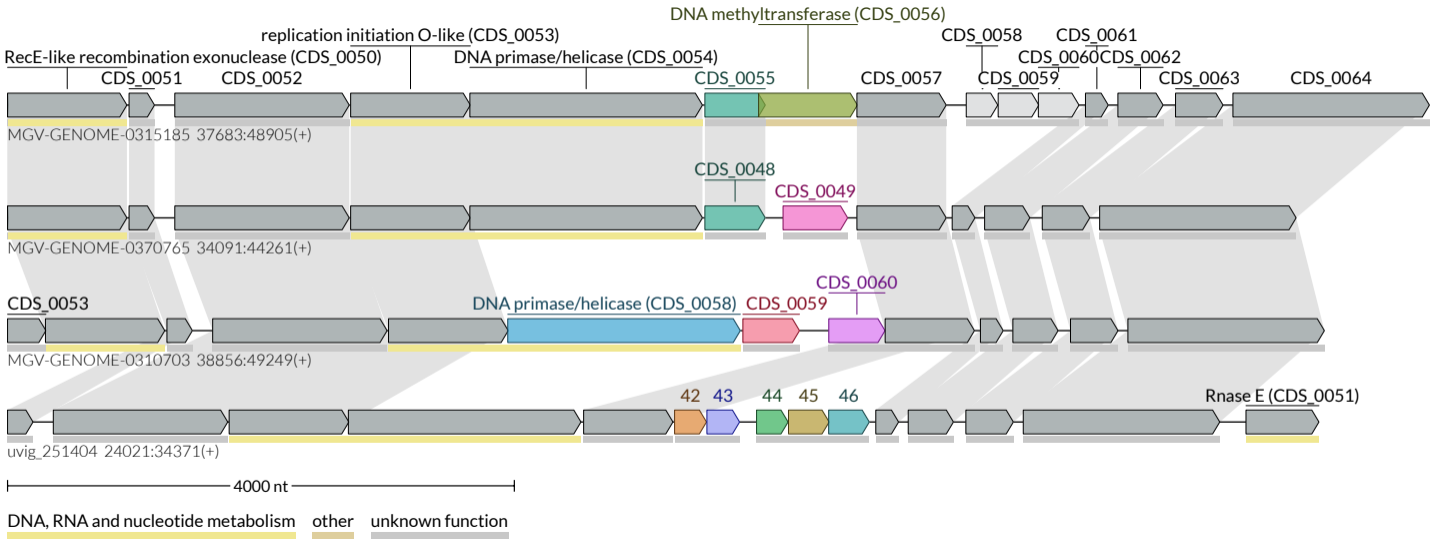 DNA methyltransferase (CDS_0056)
replication initiation O-like (CDS_0053) CDS_0058 CDS_0061
RecE-like recombination exonuclease (CDS_0050) DNA primase/helicase (CDS_0054) CDS_0060 CDS_0062
CDS_0051 CDS_0052 CDS_0055 CDS_0057 CDS_0059 CDS_0063 CDS_0064
MGV-GENOME-0315185 37683:48905(+)
CDS_0048
CDS_0049
MGV-GENOME-0370765 34091:44261(+)
CDS_0060
CDS_0053 DNA primase/helicase (CDS_0058) CDS_0059
MGV-GENOME-0310703 38856:49249(+)
42 43 44 45 46 Rnase E (CDS_0051)
uvig_251404 24021:34371(+)
4000 nt
DNA, RNA and nucleotide metabolism other unknown function